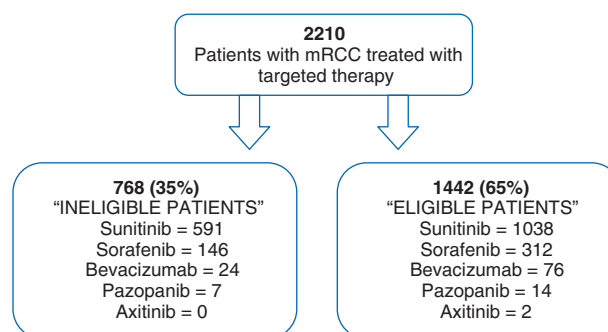 2210
Patients with mRCC treated with
targeted therapy
768 (35%)
“INELIGIBLE PATIENTS”
Sunitinib = 591
Sorafenib = 146
Bevacizumab = 24
Pazopanib = 7
Axitinib = 0
1442 (65%)
“ELIGIBLE PATIENTS”
Sunitinib = 1038
Sorafenib = 312
Bevacizumab = 76
Pazopanib = 14
Axitinib = 2